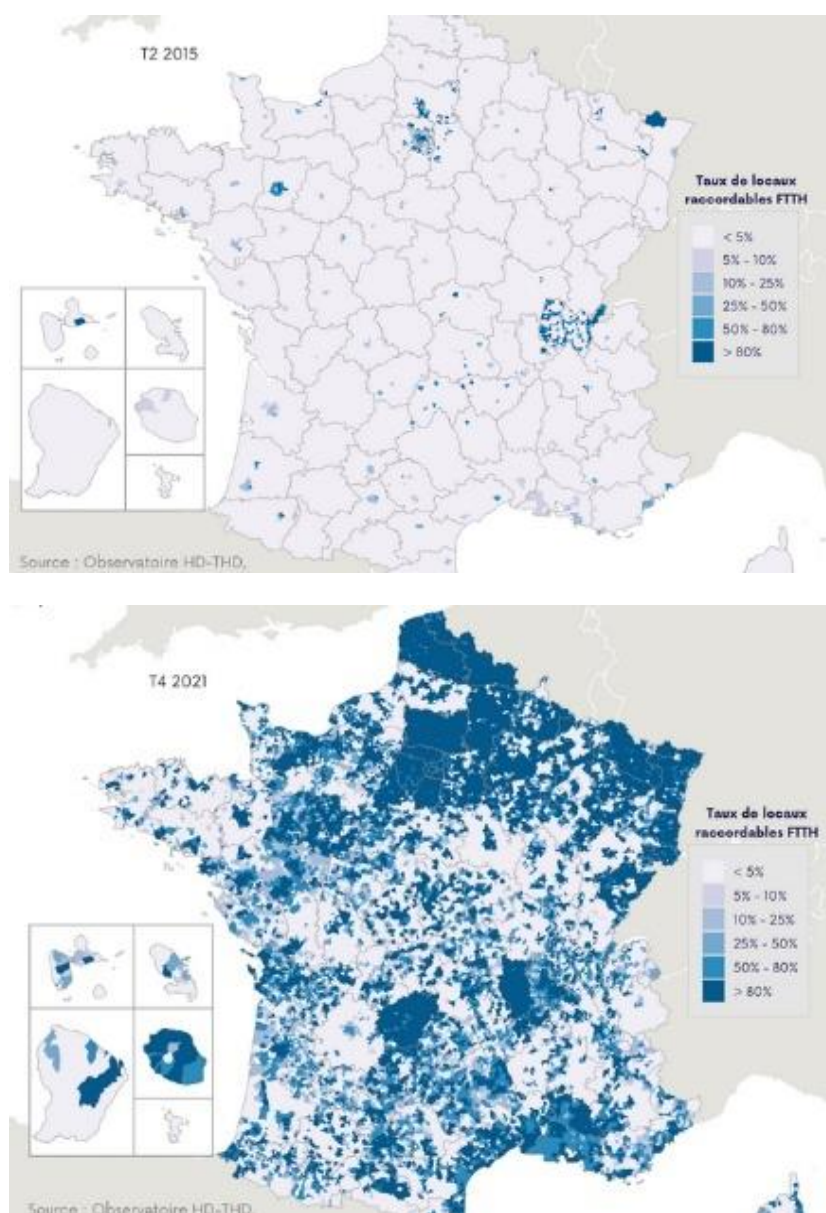 T2 2015
Taux de locaux
raccordables FTTH
< 5%
5% - 10%
10% - 25%
25% - 50%
50% - 80%
> 80%
Source : Observatoire HD-THD,
T4 2021
Taux de locaux
raccordables FTTH
< 5%
5% - 10%
10% - 25%
25% - 50%
50% - 80%
> 80%
Source : Observatoire HD-THD,